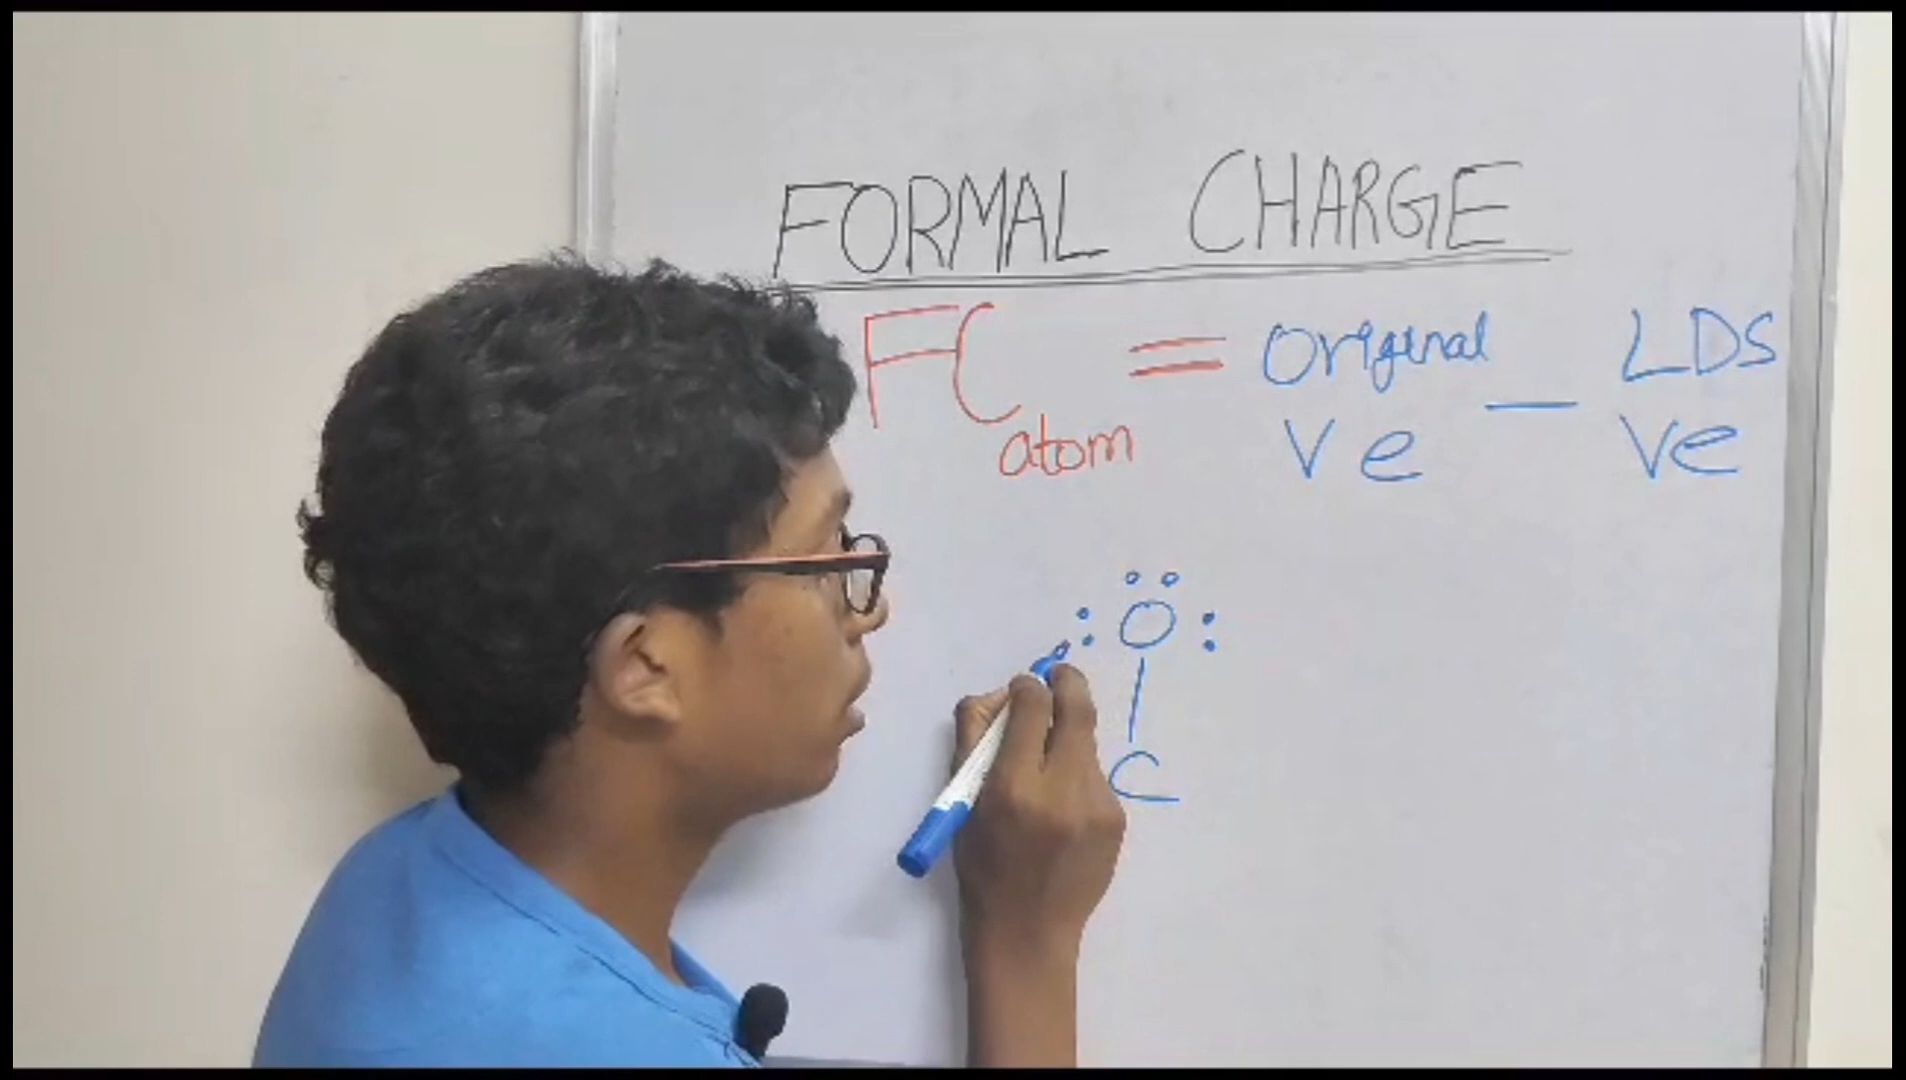 FORMAL CHARGE
FC atom = Original Ve — LDS Ve
O
C